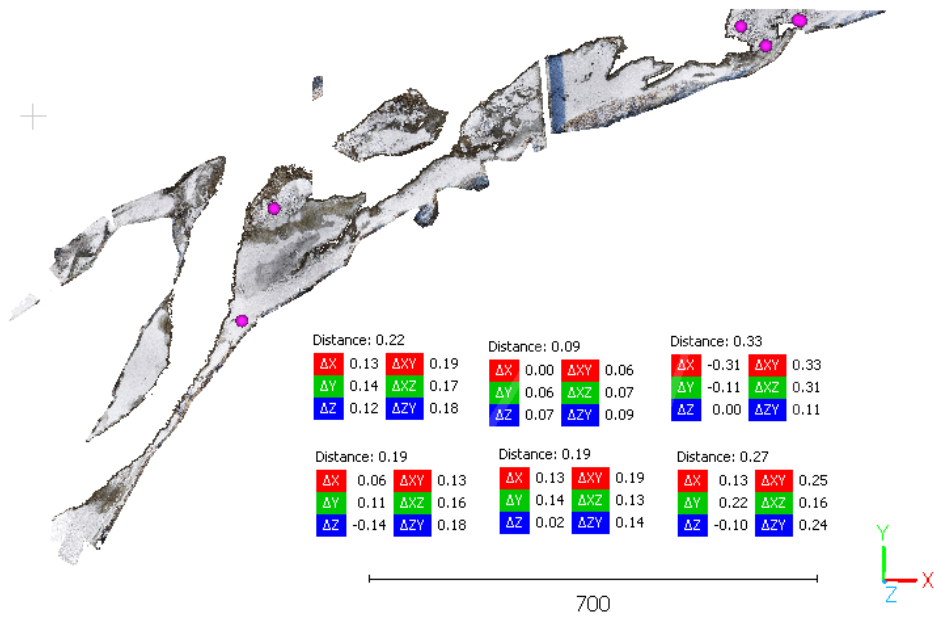 Distance: 0.22
ΔX 0.13 ΔXY 0.19
ΔY 0.14 ΔXZ 0.17
ΔZ 0.12 ΔZY 0.18
Distance: 0.09
ΔX 0.00 ΔXY 0.06
ΔY 0.06 ΔXZ 0.07
ΔZ 0.07 ΔZY 0.09
Distance: 0.33
ΔX -0.31 ΔXY 0.33
ΔY -0.11 ΔXZ 0.31
ΔZ 0.00 ΔZY 0.11
Distance: 0.19
ΔX 0.06 ΔXY 0.13
ΔY 0.11 ΔXZ 0.16
ΔZ -0.14 ΔZY 0.18
Distance: 0.19
ΔX 0.13 ΔXY 0.19
ΔY 0.14 ΔXZ 0.13
ΔZ 0.02 ΔZY 0.14
Distance: 0.27
ΔX 0.13 ΔXY 0.25
ΔY 0.22 ΔXZ 0.16
ΔZ -0.10 ΔZY 0.24
700
Y
X
Z